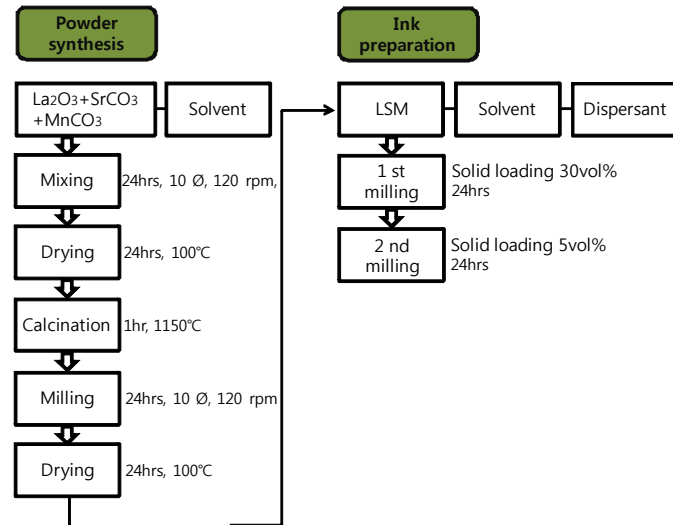 Powder
synthesis
La2O3+SrCO3
+MnCO3
Solvent
Mixing
24hrs, 10 Ø, 120 rpm,
Drying
24hrs, 100℃
Calcination
1hr, 1150℃
Milling
24hrs, 10 Ø, 120 rpm
Drying
24hrs, 100℃
Ink
preparation
LSM
Solvent
Dispersant
1 st
milling
Solid loading 30vol%
24hrs
2 nd
milling
Solid loading 5vol%
24hrs